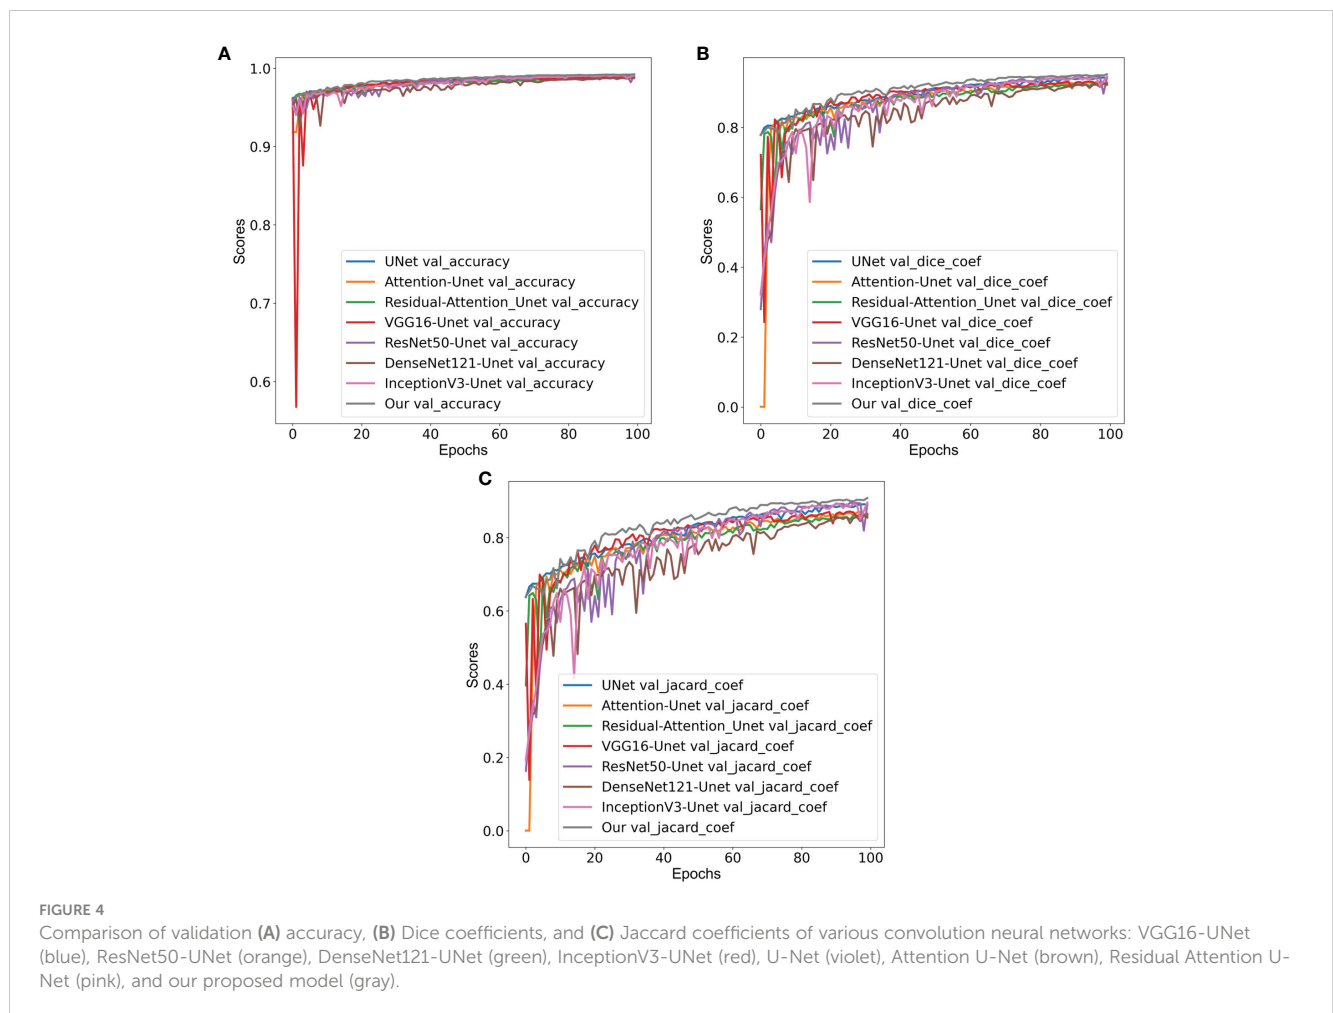 A
1.0
0.9
0.8
0.7
0.6
Scores
UNet val_accuracy
Attention-Unet val_accuracy
Residual-Attention_Unet val_accuracy
VGG16-Unet val_accuracy
ResNet50-Unet val_accuracy
DenseNet121-Unet val_accuracy
InceptionV3-Unet val_accuracy
Our val_accuracy
0 20 40 60 80 100
Epochs
B
0.8
0.6
0.4
0.2
0.0
Scores
UNet val_dice_coef
Attention-Unet val_dice_coef
Residual-Attention_Unet val_dice_coef
VGG16-Unet val_dice_coef
ResNet50-Unet val_dice_coef
DenseNet121-Unet val_dice_coef
InceptionV3-Unet val_dice_coef
Our val_dice_coef
0 20 40 60 80 100
Epochs
C
0.8
0.6
0.4
0.2
0.0
Scores
UNet val_jacard_coef
Attention-Unet val_jacard_coef
Residual-Attention_Unet val_jacard_coef
VGG16-Unet val_jacard_coef
ResNet50-Unet val_jacard_coef
DenseNet121-Unet val_jacard_coef
InceptionV3-Unet val_jacard_coef
Our val_jacard_coef
0 20 40 60 80 100
Epochs
FIGURE 4
Comparison of validation (A) accuracy, (B) Dice coefficients, and (C) Jaccard coefficients of various convolution neural networks: VGG16-UNet
(blue), ResNet50-UNet (orange), DenseNet121-UNet (green), InceptionV3-UNet (red), U-Net (violet), Attention U-Net (brown), Residual Attention U-
Net (pink), and our proposed model (gray).